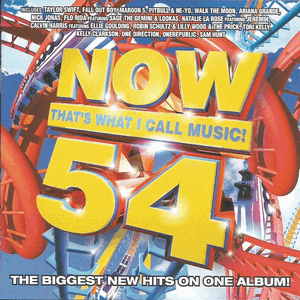 INCLUDES TAYLOR SWIFT, FALL OUT BOY, MAROON 5, PITBULL & NE-YO, WALK THE MOON, ARIANA GRANDE,
NICK JONAS, FLO RIDA FEATURING SAGE THE GEMINI & LOOKAS, NATALIE LA ROSE FEATURING JEREMIH,
CALVIN HARRIS FEATURING ELLIE GOULDING, ROBIN SCHULTZ & LILLY WOOD & THE PRICK, TORI KELLY,
KELLY CLARKSON, ONE DIRECTION, ONEREPUBLIC, SAM HUNT
NOW
THAT'S WHAT I CALL MUSIC!
54
THE BIGGEST NEW HITS ON ONE ALBUM!